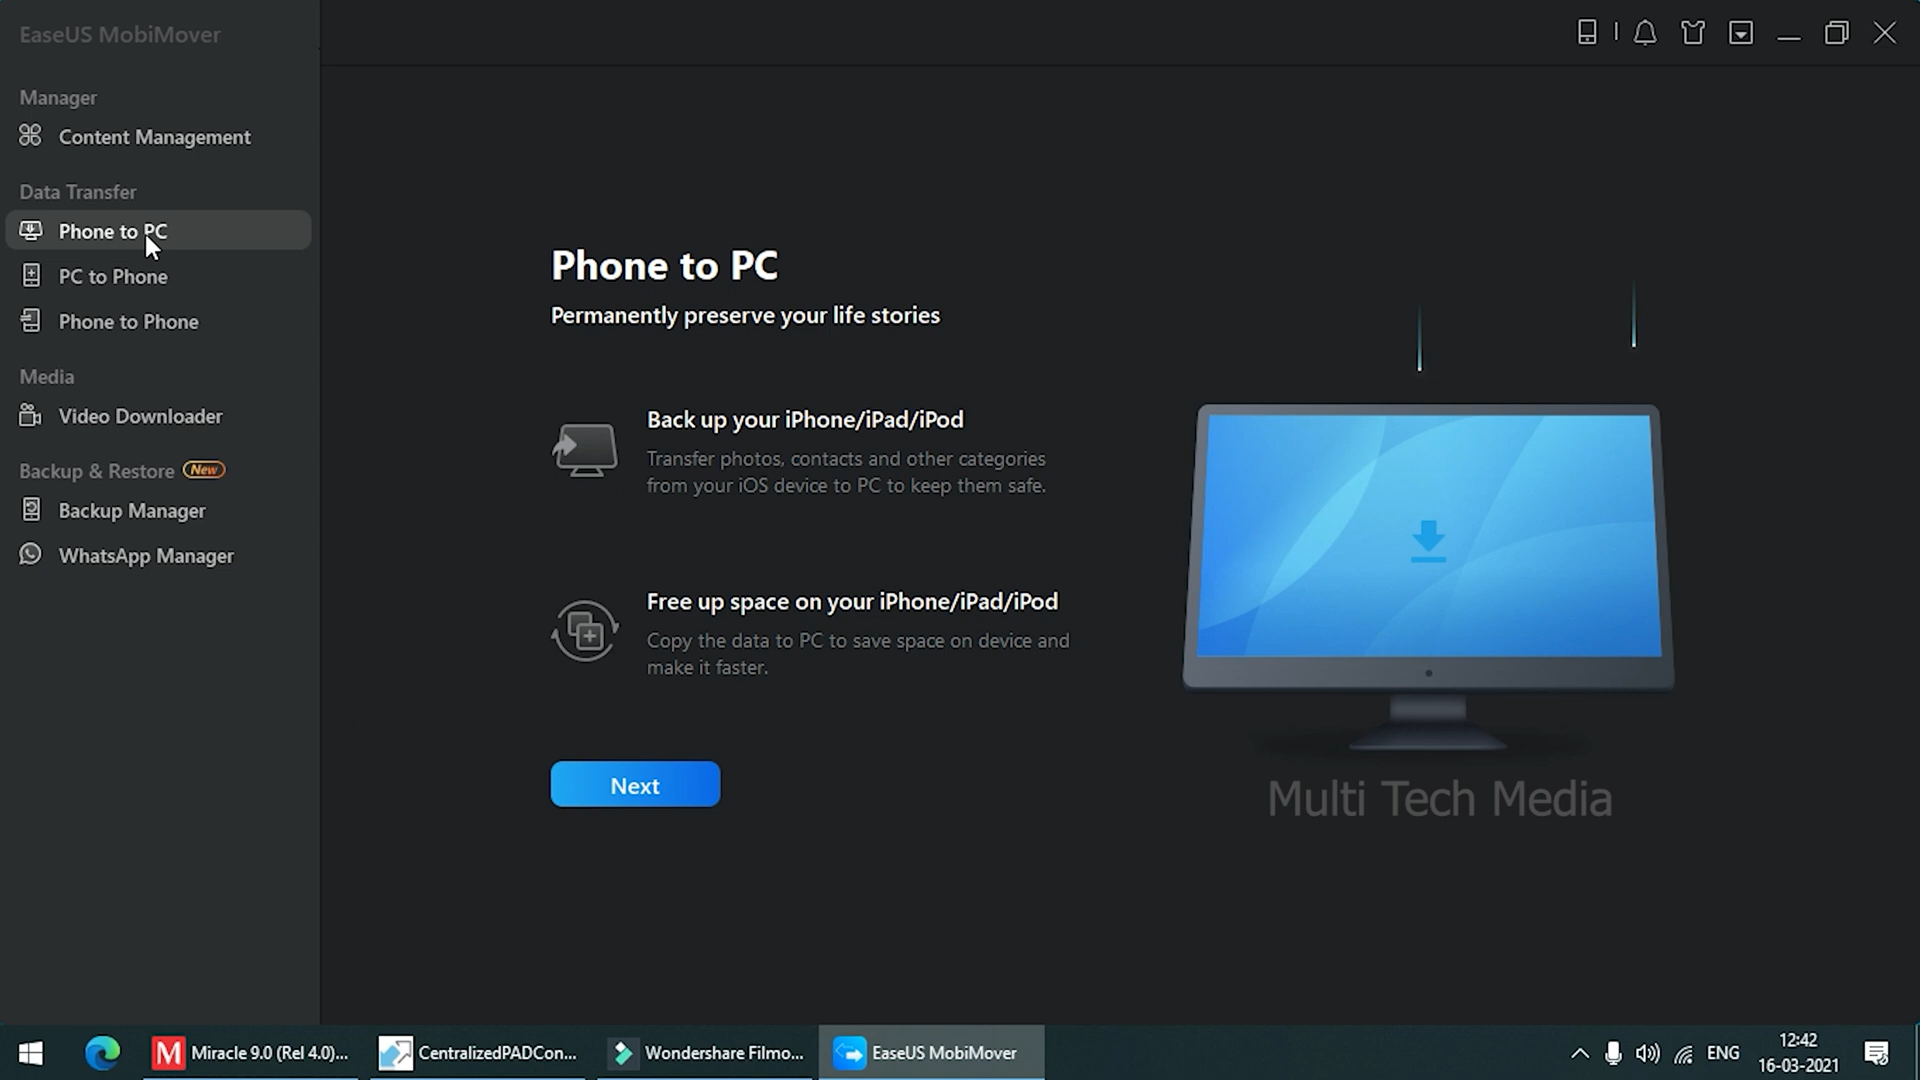 EaseUS MobiMover
Manager
Content Management
Data Transfer
Phone to PC
PC to Phone
Phone to Phone
Media
Video Downloader
Backup & Restore New
Backup Manager
WhatsApp Manager
Phone to PC
Permanently preserve your life stories
Back up your iPhone/iPad/iPod
Transfer photos, contacts and other categories
from your iOS device to PC to keep them safe.
Free up space on your iPhone/iPad/iPod
Copy the data to PC to save space on device and
make it faster.
Next
Multi Tech Media
Miracle 9.0 (Rel 4.0)...
CentralizedPADCon...
Wondershare Filmo...
EaseUS MobiMover
ENG
12:42
16-03-2021